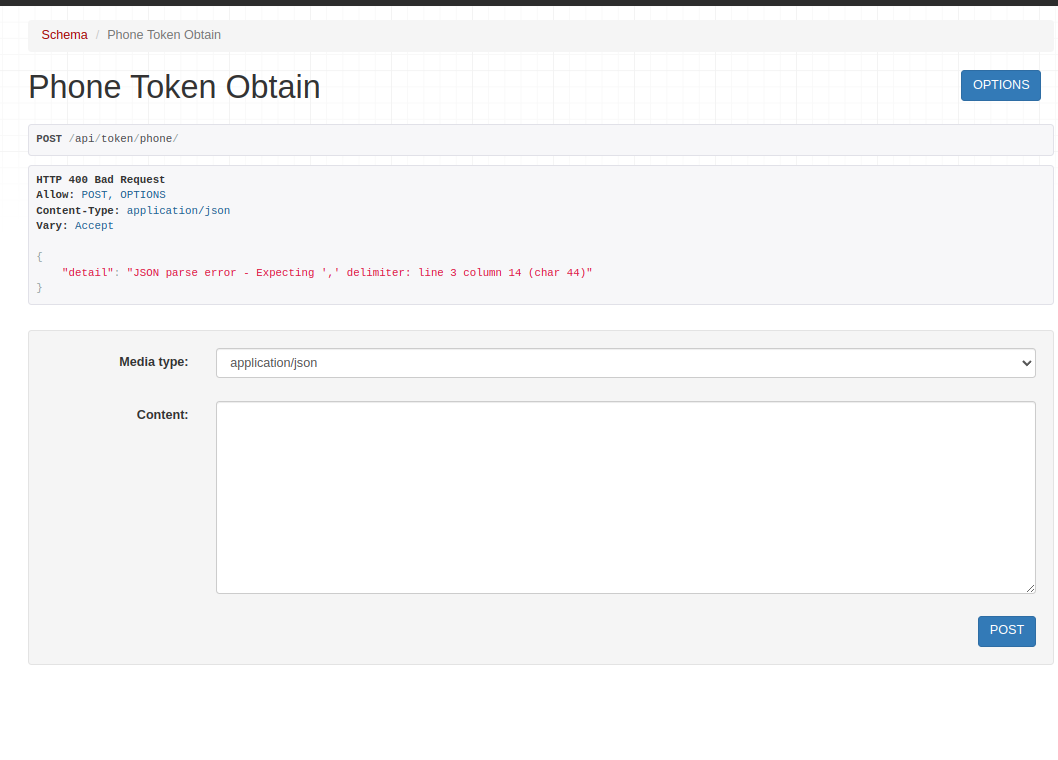 Schema / Phone Token Obtain
Phone Token Obtain
OPTIONS
POST /api/token/phone/
HTTP 400 Bad Request
Allow: POST, OPTIONS
Content-Type: application/json
Vary: Accept
{
    "detail": "JSON parse error - Expecting ',' delimiter: line 3 column 14 (char 44)"
}
Media type:
application/json
Content:
POST